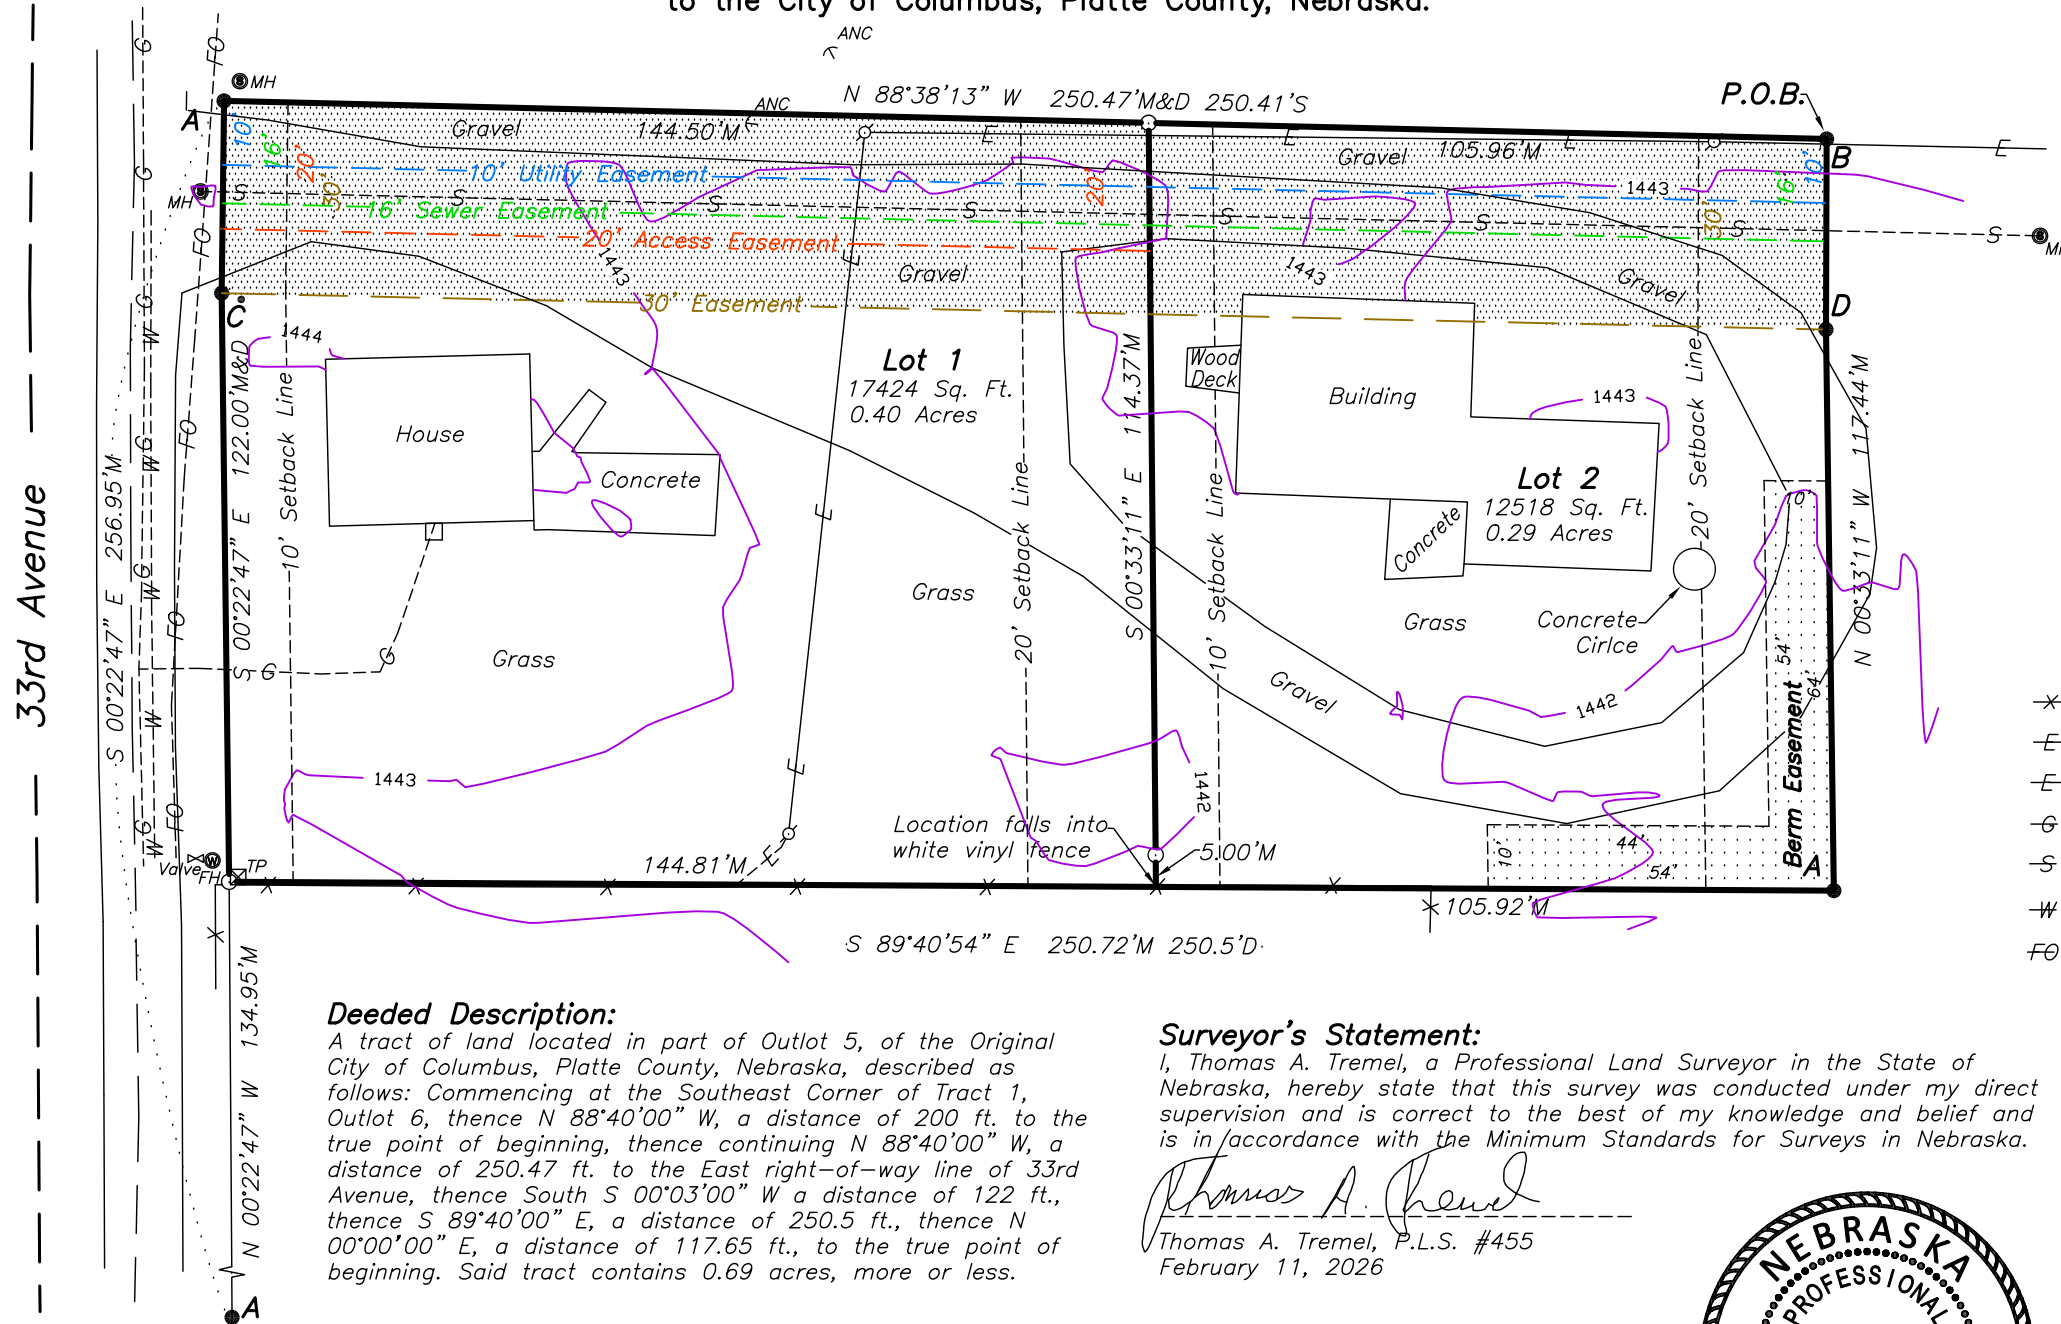 to the City of Columbus, Platte County, Nebraska.
ANC
MH
N 88°38'13" W 250.47'M&D 250.41'S
P.O.B.
A
10'
Gravel
144.50'M
ANC
E
E
Gravel
105.96'M
E
E
B
16'
20'
30'
10' Utility Easement
20'
1443
16'
10'
MH
S
S
S
S
S
S
S
S
16' Sewer Easement
30'
20' Access Easement
1443
Gravel
1443
Gravel
C
30' Easement
D
1444
Lot 1
17424 Sq. Ft.
0.40 Acres
Wood
Deck
Building
1443
House
Concrete
Lot 2
12518 Sq. Ft.
0.29 Acres
Concrete
10' Setback Line
20' Setback Line
10' Setback Line
20' Setback Line
S 00°22'47" E 122.00'M&D
S 00°33'11" E 114.37'M
N 00°33'11" W 117.44'M
S 00°22'47" E 256.95'M
33rd Avenue
10'
Grass
Grass
Grass
Concrete
Cirlce
54'
64'
Berm Easement
Gravel
1442
1443
1442
Location falls into
white vinyl fence
5.00'M
10'
44'
54'
A
Valve
FH
TP
144.81'M
105.92'M
S 89°40'54" E 250.72'M 250.5'D
X
E
E
G
S
W
FO
N 00°22'47" W 134.95'M
A
Deeded Description:
A tract of land located in part of Outlot 5, of the Original
City of Columbus, Platte County, Nebraska, described as
follows: Commencing at the Southeast Corner of Tract 1,
Outlot 6, thence N 88°40'00" W, a distance of 200 ft. to the
true point of beginning, thence continuing N 88°40'00" W, a
distance of 250.47 ft. to the East right-of-way line of 33rd
Avenue, thence South S 00°03'00" W a distance of 122 ft.,
thence S 89°40'00" E, a distance of 250.5 ft., thence N
00°00'00" E, a distance of 117.65 ft., to the true point of
beginning. Said tract contains 0.69 acres, more or less.
Surveyor's Statement:
I, Thomas A. Tremel, a Professional Land Surveyor in the State of
Nebraska, hereby state that this survey was conducted under my direct
supervision and is correct to the best of my knowledge and belief and
is in accordance with the Minimum Standards for Surveys in Nebraska.
Thomas A. Tremel, P.L.S. #455
February 11, 2026
NEBRASKA
PROFESSIONAL